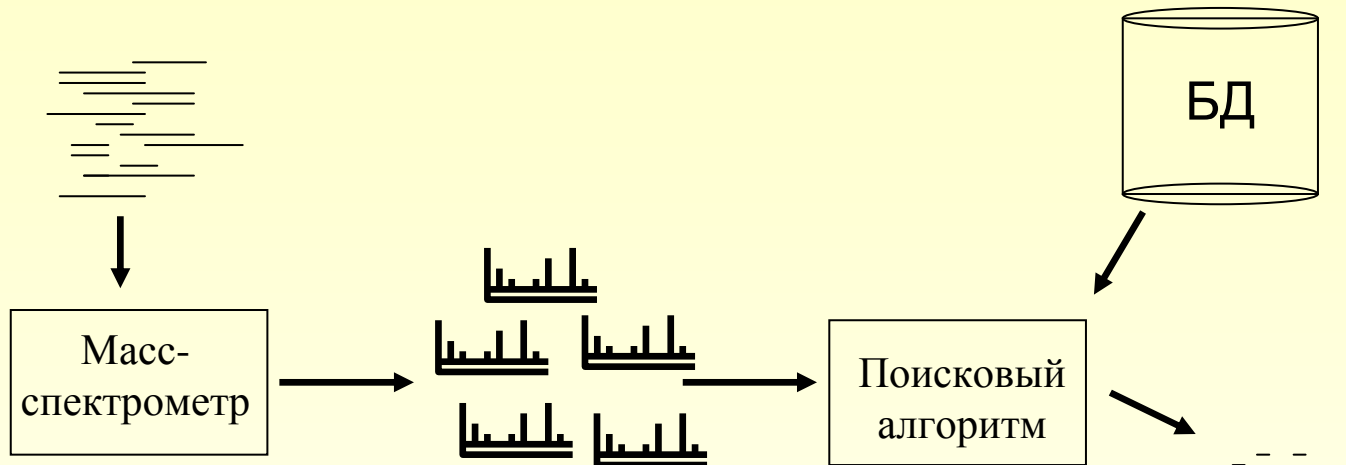 БД
Масс-
спектрометр
Поисковый
алгоритм